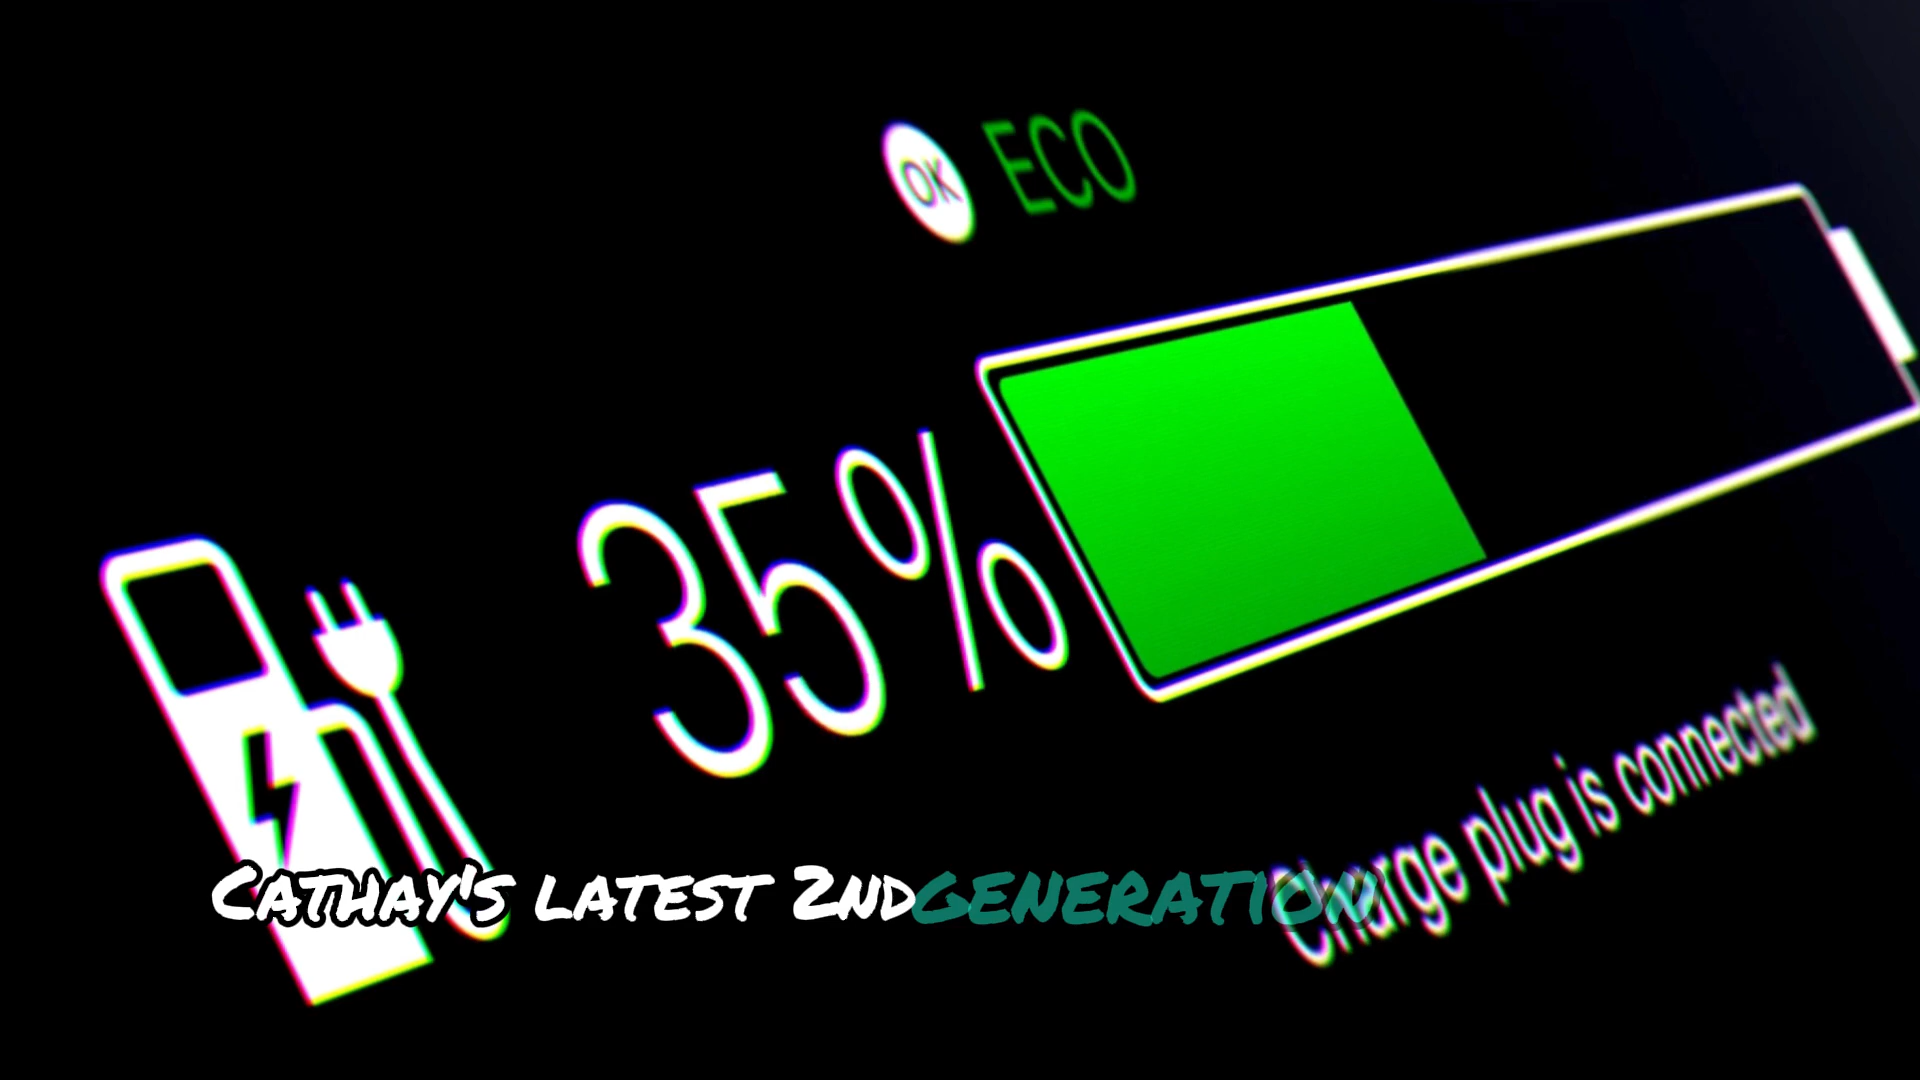 OK ECO
35%
Charge plug is connected
CATHAY'S LATEST 2ND GENERATION